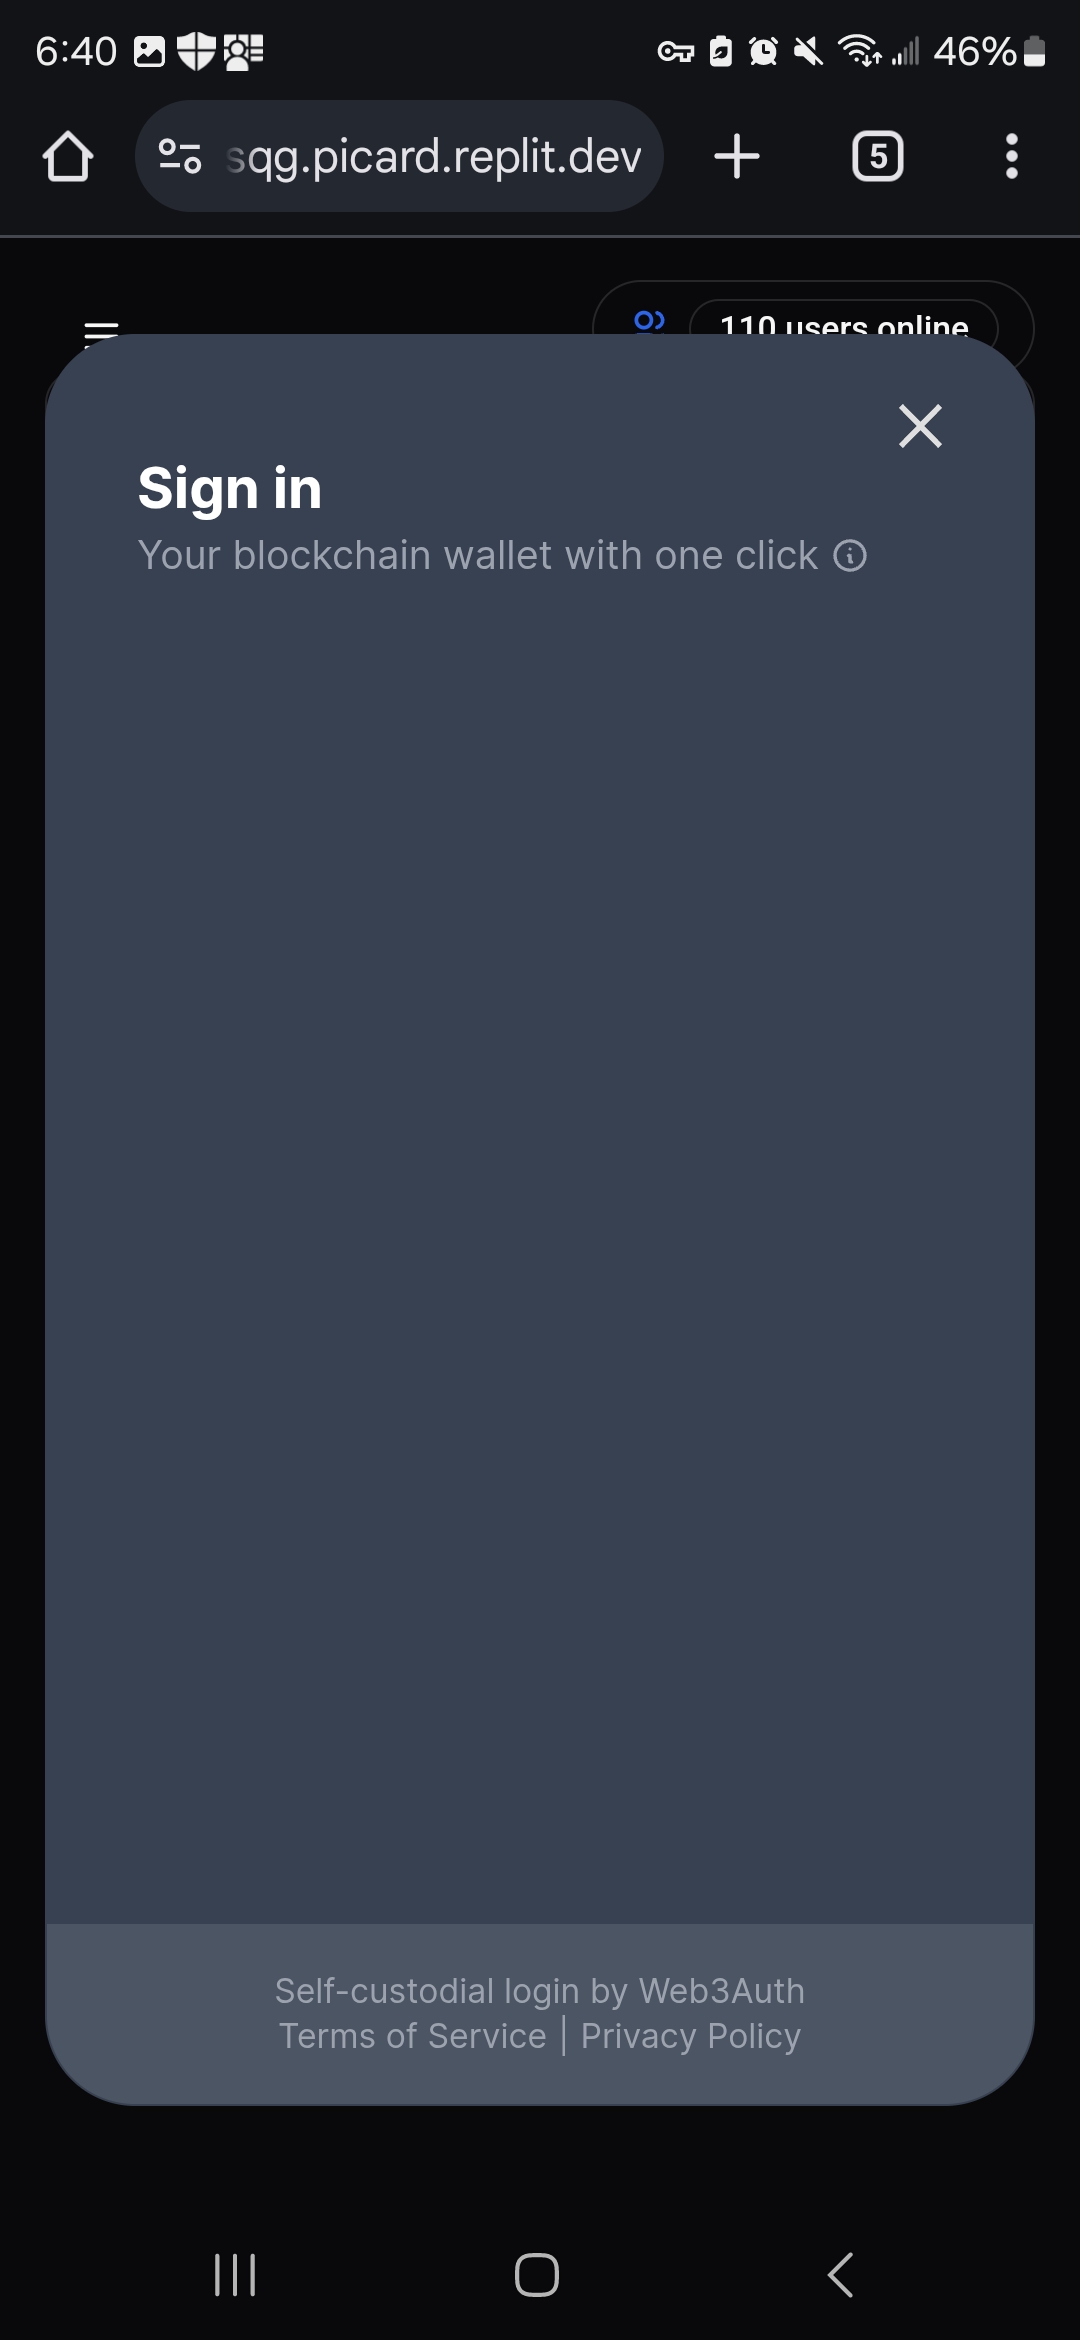 6:40
46%
sqg.picard.replit.dev
5
110 users online
Sign in
Your blockchain wallet with one click
Self-custodial login by Web3Auth
Terms of Service | Privacy Policy